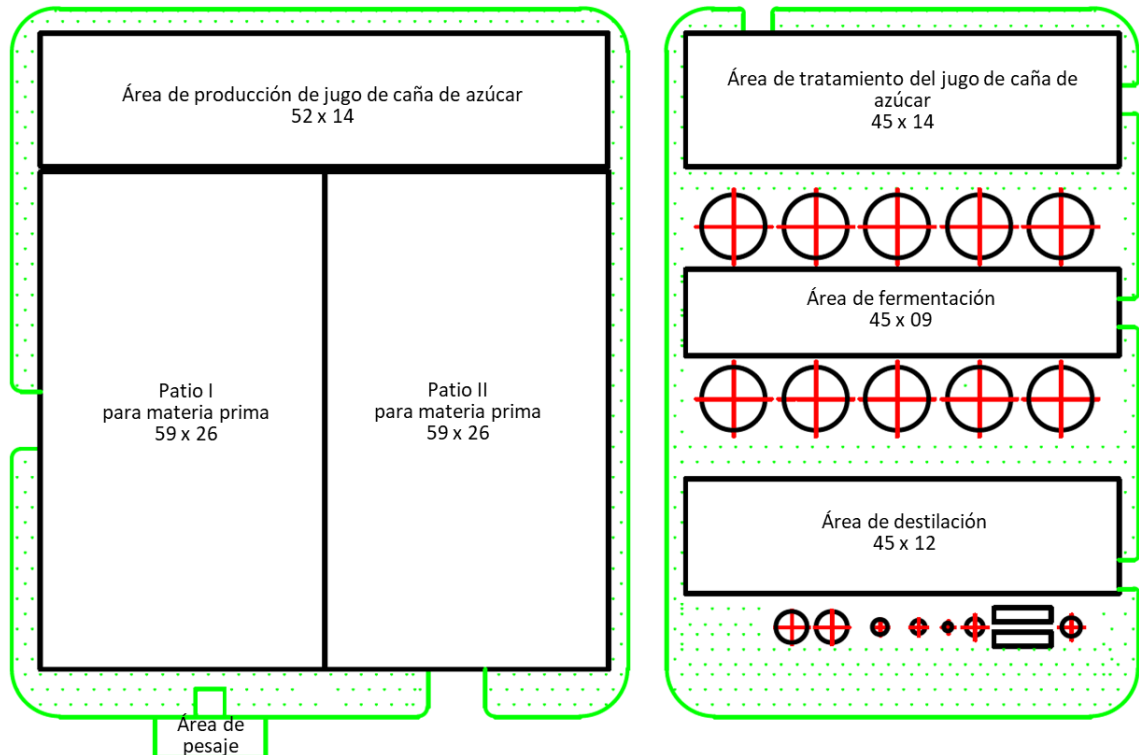 Área de producción de jugo de caña de azúcar
52 x 14
Patio I
para materia prima
59 x 26
Patio II
para materia prima
59 x 26
Área de
pesaje
Área de tratamiento del jugo de caña de
azúcar
45 x 14
Área de fermentación
45 x 09
Área de destilación
45 x 12